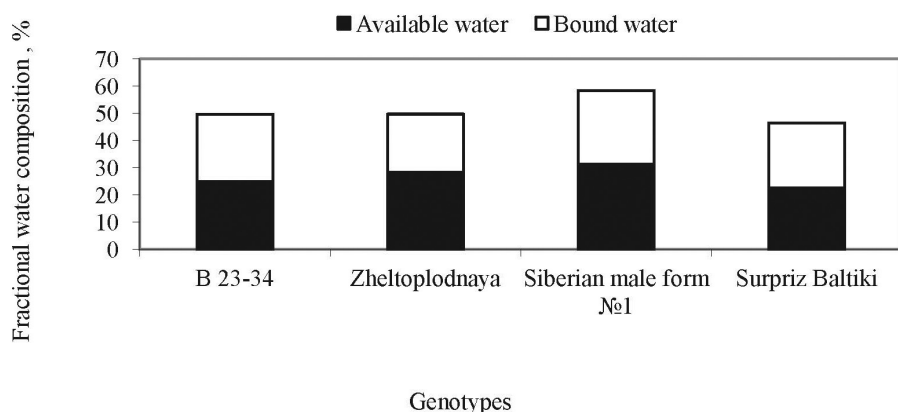 Available water Bound water
Fractional water composition , %
70
60
50
40
30
20
10
0
B 23-34
Zheltoplodnaya
Siberian male form
№1
Surpriz Baltiki
Genotypes